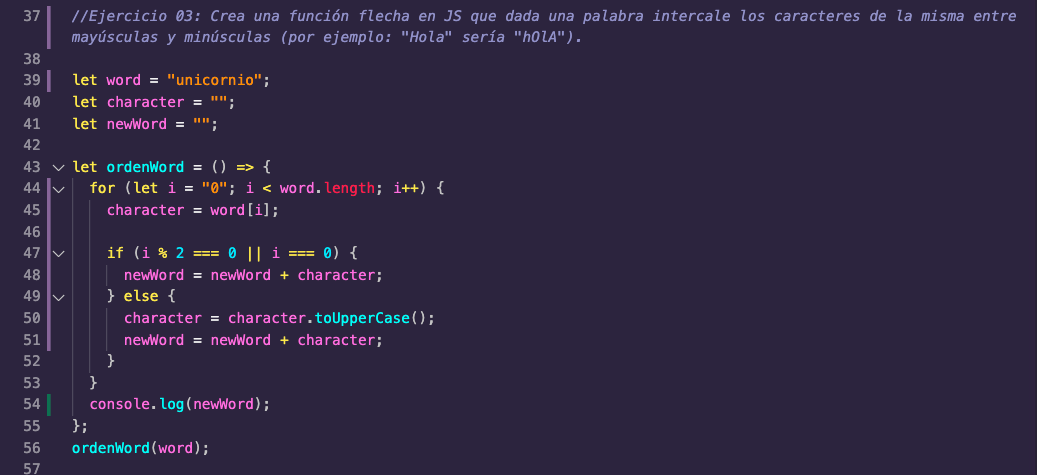 37 //Ejercicio 03: Crea una función flecha en JS que dada una palabra intercale los caracteres de la misma entre
mayúsculas y minúsculas (por ejemplo: "Hola" sería "hOlA").
38
39 let word = "unicornio";
40 let character = "";
41 let newWord = "";
42
43 let ordenWord = () => {
44   for (let i = "0"; i < word.length; i++) {
45     character = word[i];
46
47     if (i % 2 === 0 || i === 0) {
48       newWord = newWord + character;
49     } else {
50       character = character.toUpperCase();
51       newWord = newWord + character;
52     }
53   }
54   console.log(newWord);
55 };
56 ordenWord(word);
57